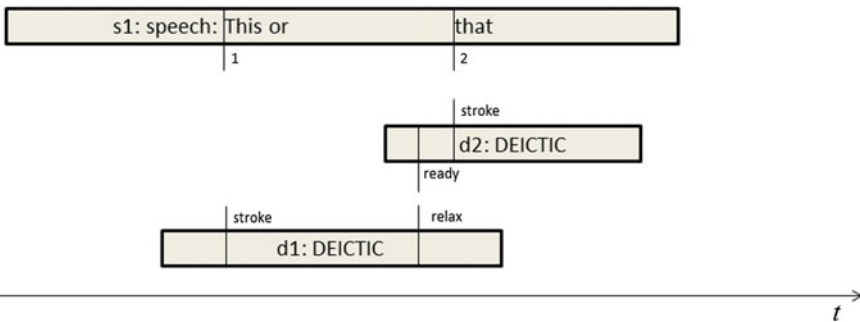 s1: speech: This or that
1 2
stroke
d2: DEICTIC
ready
stroke relax
d1: DEICTIC
t